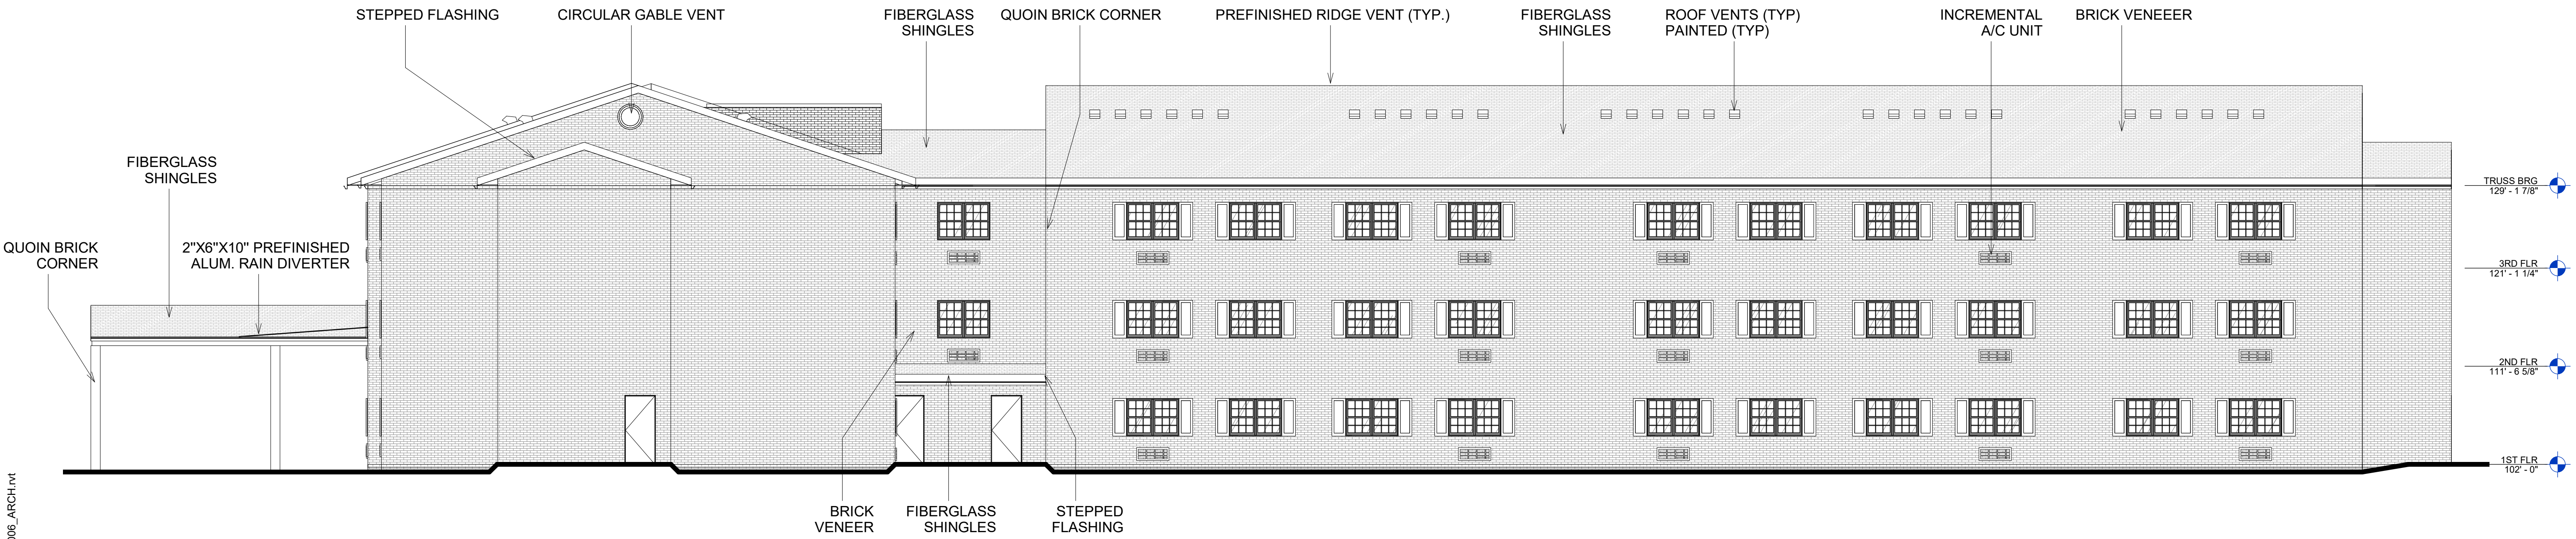 STEPPED FLASHING
CIRCULAR GABLE VENT
FIBERGLASS
SHINGLES
QUOIN BRICK CORNER
PREFINISHED RIDGE VENT (TYP.)
FIBERGLASS
SHINGLES
ROOF VENTS (TYP)
PAINTED (TYP)
INCREMENTAL
A/C UNIT
BRICK VENEEER
FIBERGLASS
SHINGLES
QUOIN BRICK
CORNER
2"X6"X10" PREFINISHED
ALUM. RAIN DIVERTER
TRUSS BRG
129' - 1 7/8"
3RD FLR
121' - 1 1/4"
2ND FLR
111' - 6 5/8"
1ST FLR
102' - 0"
BRICK
VENEER
FIBERGLASS
SHINGLES
STEPPED
FLASHING
006_ARCH.rvt